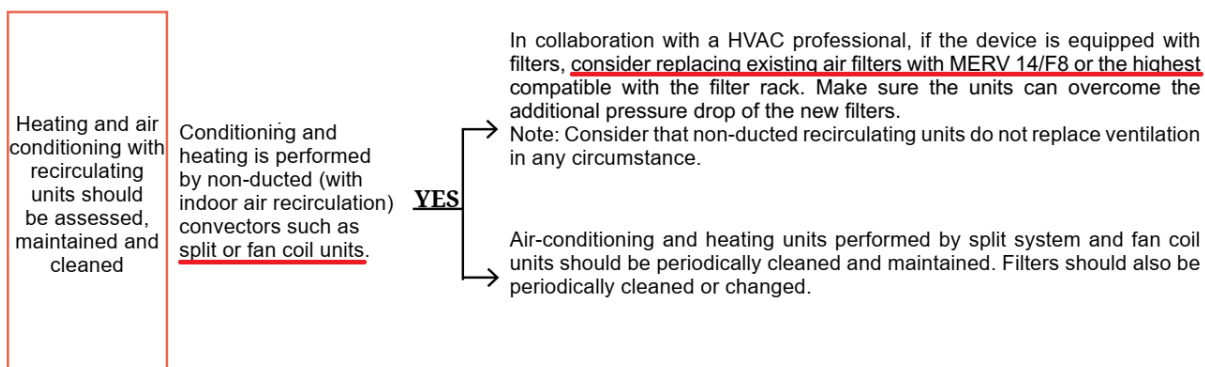 Heating and air
conditioning with
recirculating
units should
be assessed,
maintained and
cleaned
Conditioning and
heating is performed
by non-ducted (with
indoor air recirculation)
convectors such as
split or fan coil units.
YES
In collaboration with a HVAC professional, if the device is equipped with
filters, consider replacing existing air filters with MERV 14/F8 or the highest
compatible with the filter rack. Make sure the units can overcome the
additional pressure drop of the new filters.
Note: Consider that non-ducted recirculating units do not replace ventilation
in any circumstance.
Air-conditioning and heating units performed by split system and fan coil
units should be periodically cleaned and maintained. Filters should also be
periodically cleaned or changed.